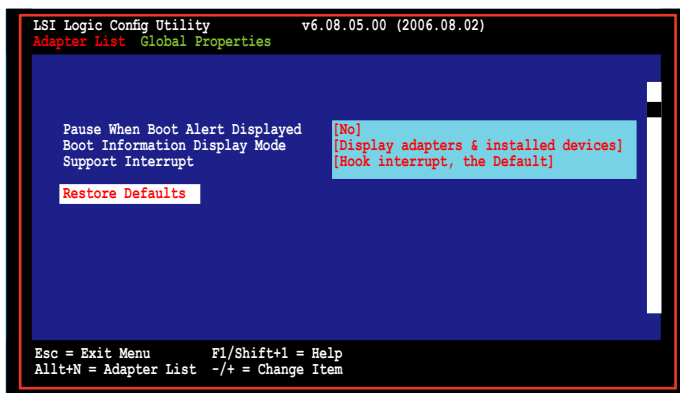 LSI Logic Config Utility v6.08.05.00 (2006.08.02)
Adapter List Global Properties
Pause When Boot Alert Displayed [No]
Boot Information Display Mode [Display adapters & installed devices]
Support Interrupt [Hook interrupt, the Default]
Restore Defaults
Esc = Exit Menu F1/Shift+1 = Help
Allt+N = Adapter List -/+ = Change Item